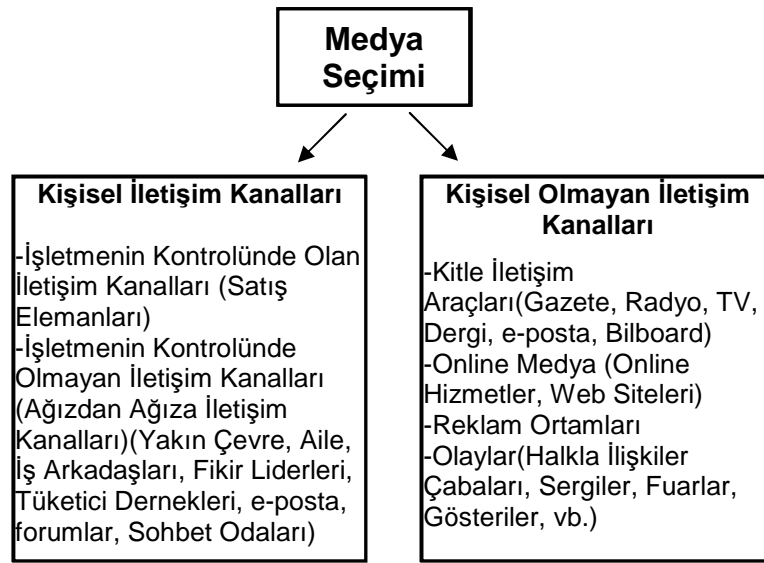 Medya
Seçimi
Kişisel İletişim Kanalları
-İşletmenin Kontrolünde Olan
İletişim Kanalları (Satış
Elemanları)
-İşletmenin Kontrolünde
Olmayan İletişim Kanalları
(Ağızdan Ağıza İletişim
Kanalları)(Yakın Çevre, Aile,
İş Arkadaşları, Fikir Liderleri,
Tüketici Dernekleri, e-posta,
forumlar, Sohbet Odaları)
Kişisel Olmayan İletişim
Kanalları
-Kitle İletişim
Araçları(Gazete, Radyo, TV,
Dergi, e-posta, Bilboard)
-Online Medya (Online
Hizmetler, Web Siteleri)
-Reklam Ortamları
-Olaylar(Halkla İlişkiler
Çabaları, Sergiler, Fuarlar,
Gösteriler, vb.)